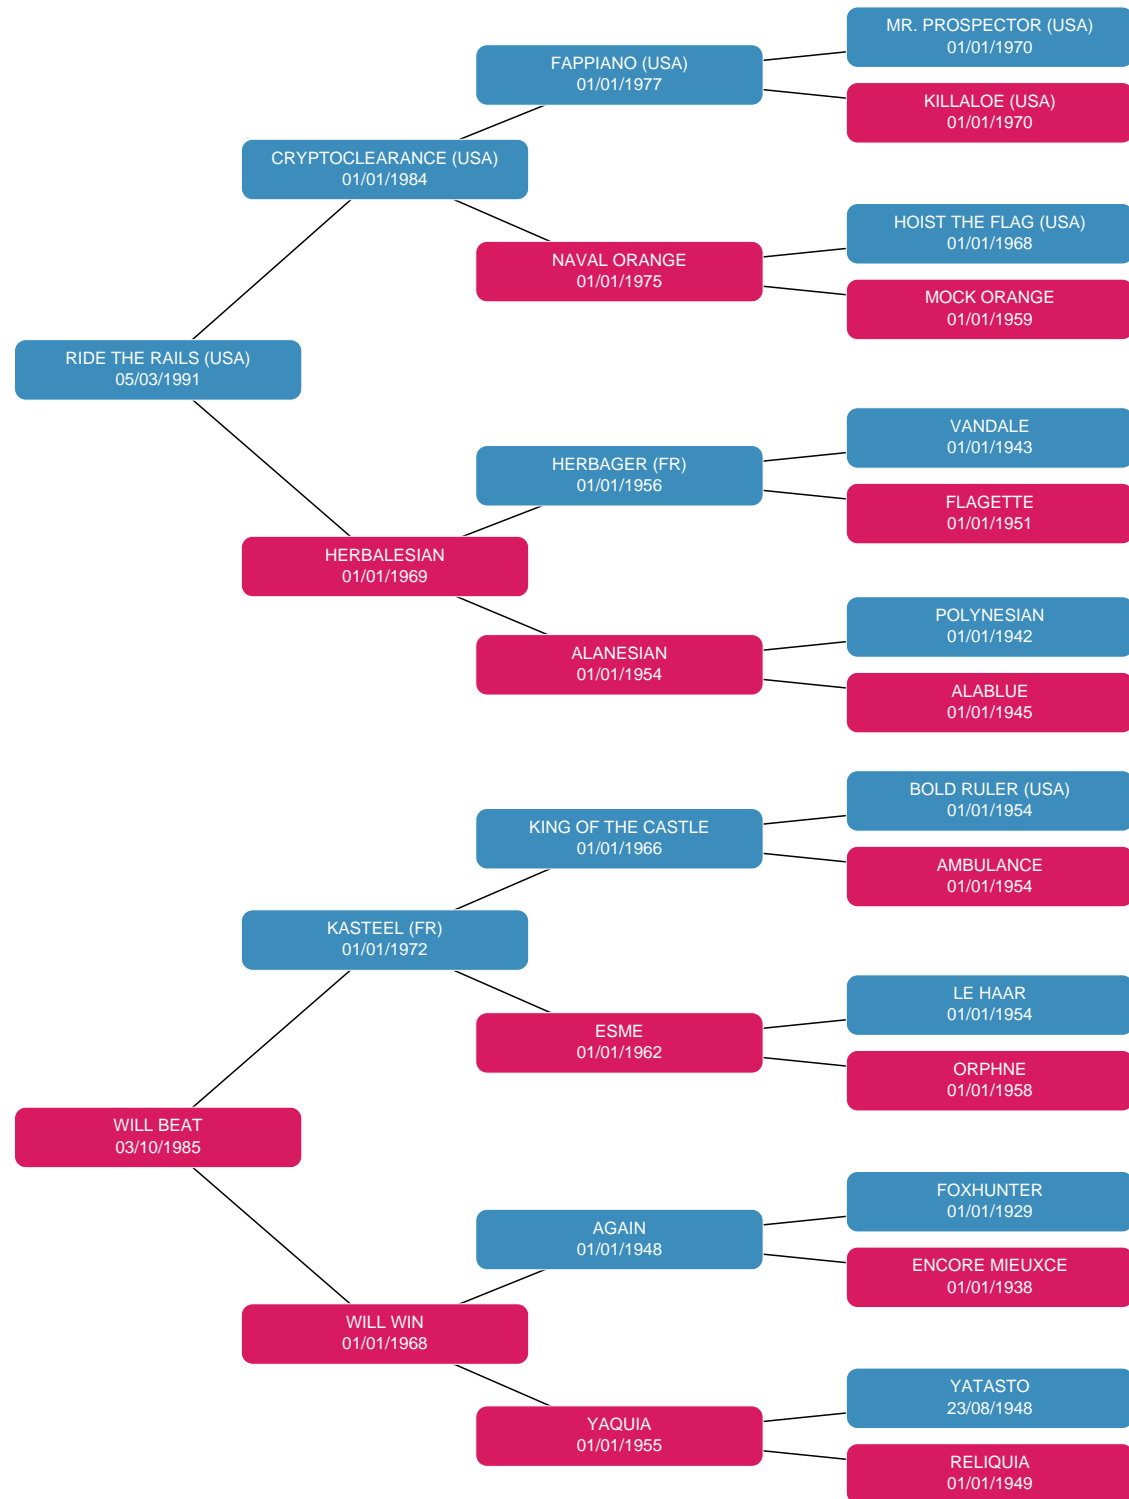 MR. PROSPECTOR (USA)
01/01/1970
FAPPIANO (USA)
01/01/1977
KILLALOE (USA)
01/01/1970
CRYPTOCLEARANCE (USA)
01/01/1984
HOIST THE FLAG (USA)
01/01/1968
NAVAL ORANGE
01/01/1975
MOCK ORANGE
01/01/1959
RIDE THE RAILS (USA)
05/03/1991
VANDALE
01/01/1943
HERBAGER (FR)
01/01/1956
FLAGETTE
01/01/1951
HERBALESIAN
01/01/1969
POLYNESIAN
01/01/1942
ALANESIAN
01/01/1954
ALABLUE
01/01/1945
BOLD RULER (USA)
01/01/1954
KING OF THE CASTLE
01/01/1966
AMBULANCE
01/01/1954
KASTEEL (FR)
01/01/1972
LE HAAR
01/01/1954
ESME
01/01/1962
ORPHNE
01/01/1958
WILL BEAT
03/10/1985
FOXHUNTER
01/01/1929
AGAIN
01/01/1948
ENCORE MIEUXCE
01/01/1938
WILL WIN
01/01/1968
YATASTO
23/08/1948
YAQUIA
01/01/1955
RELIQUIA
01/01/1949